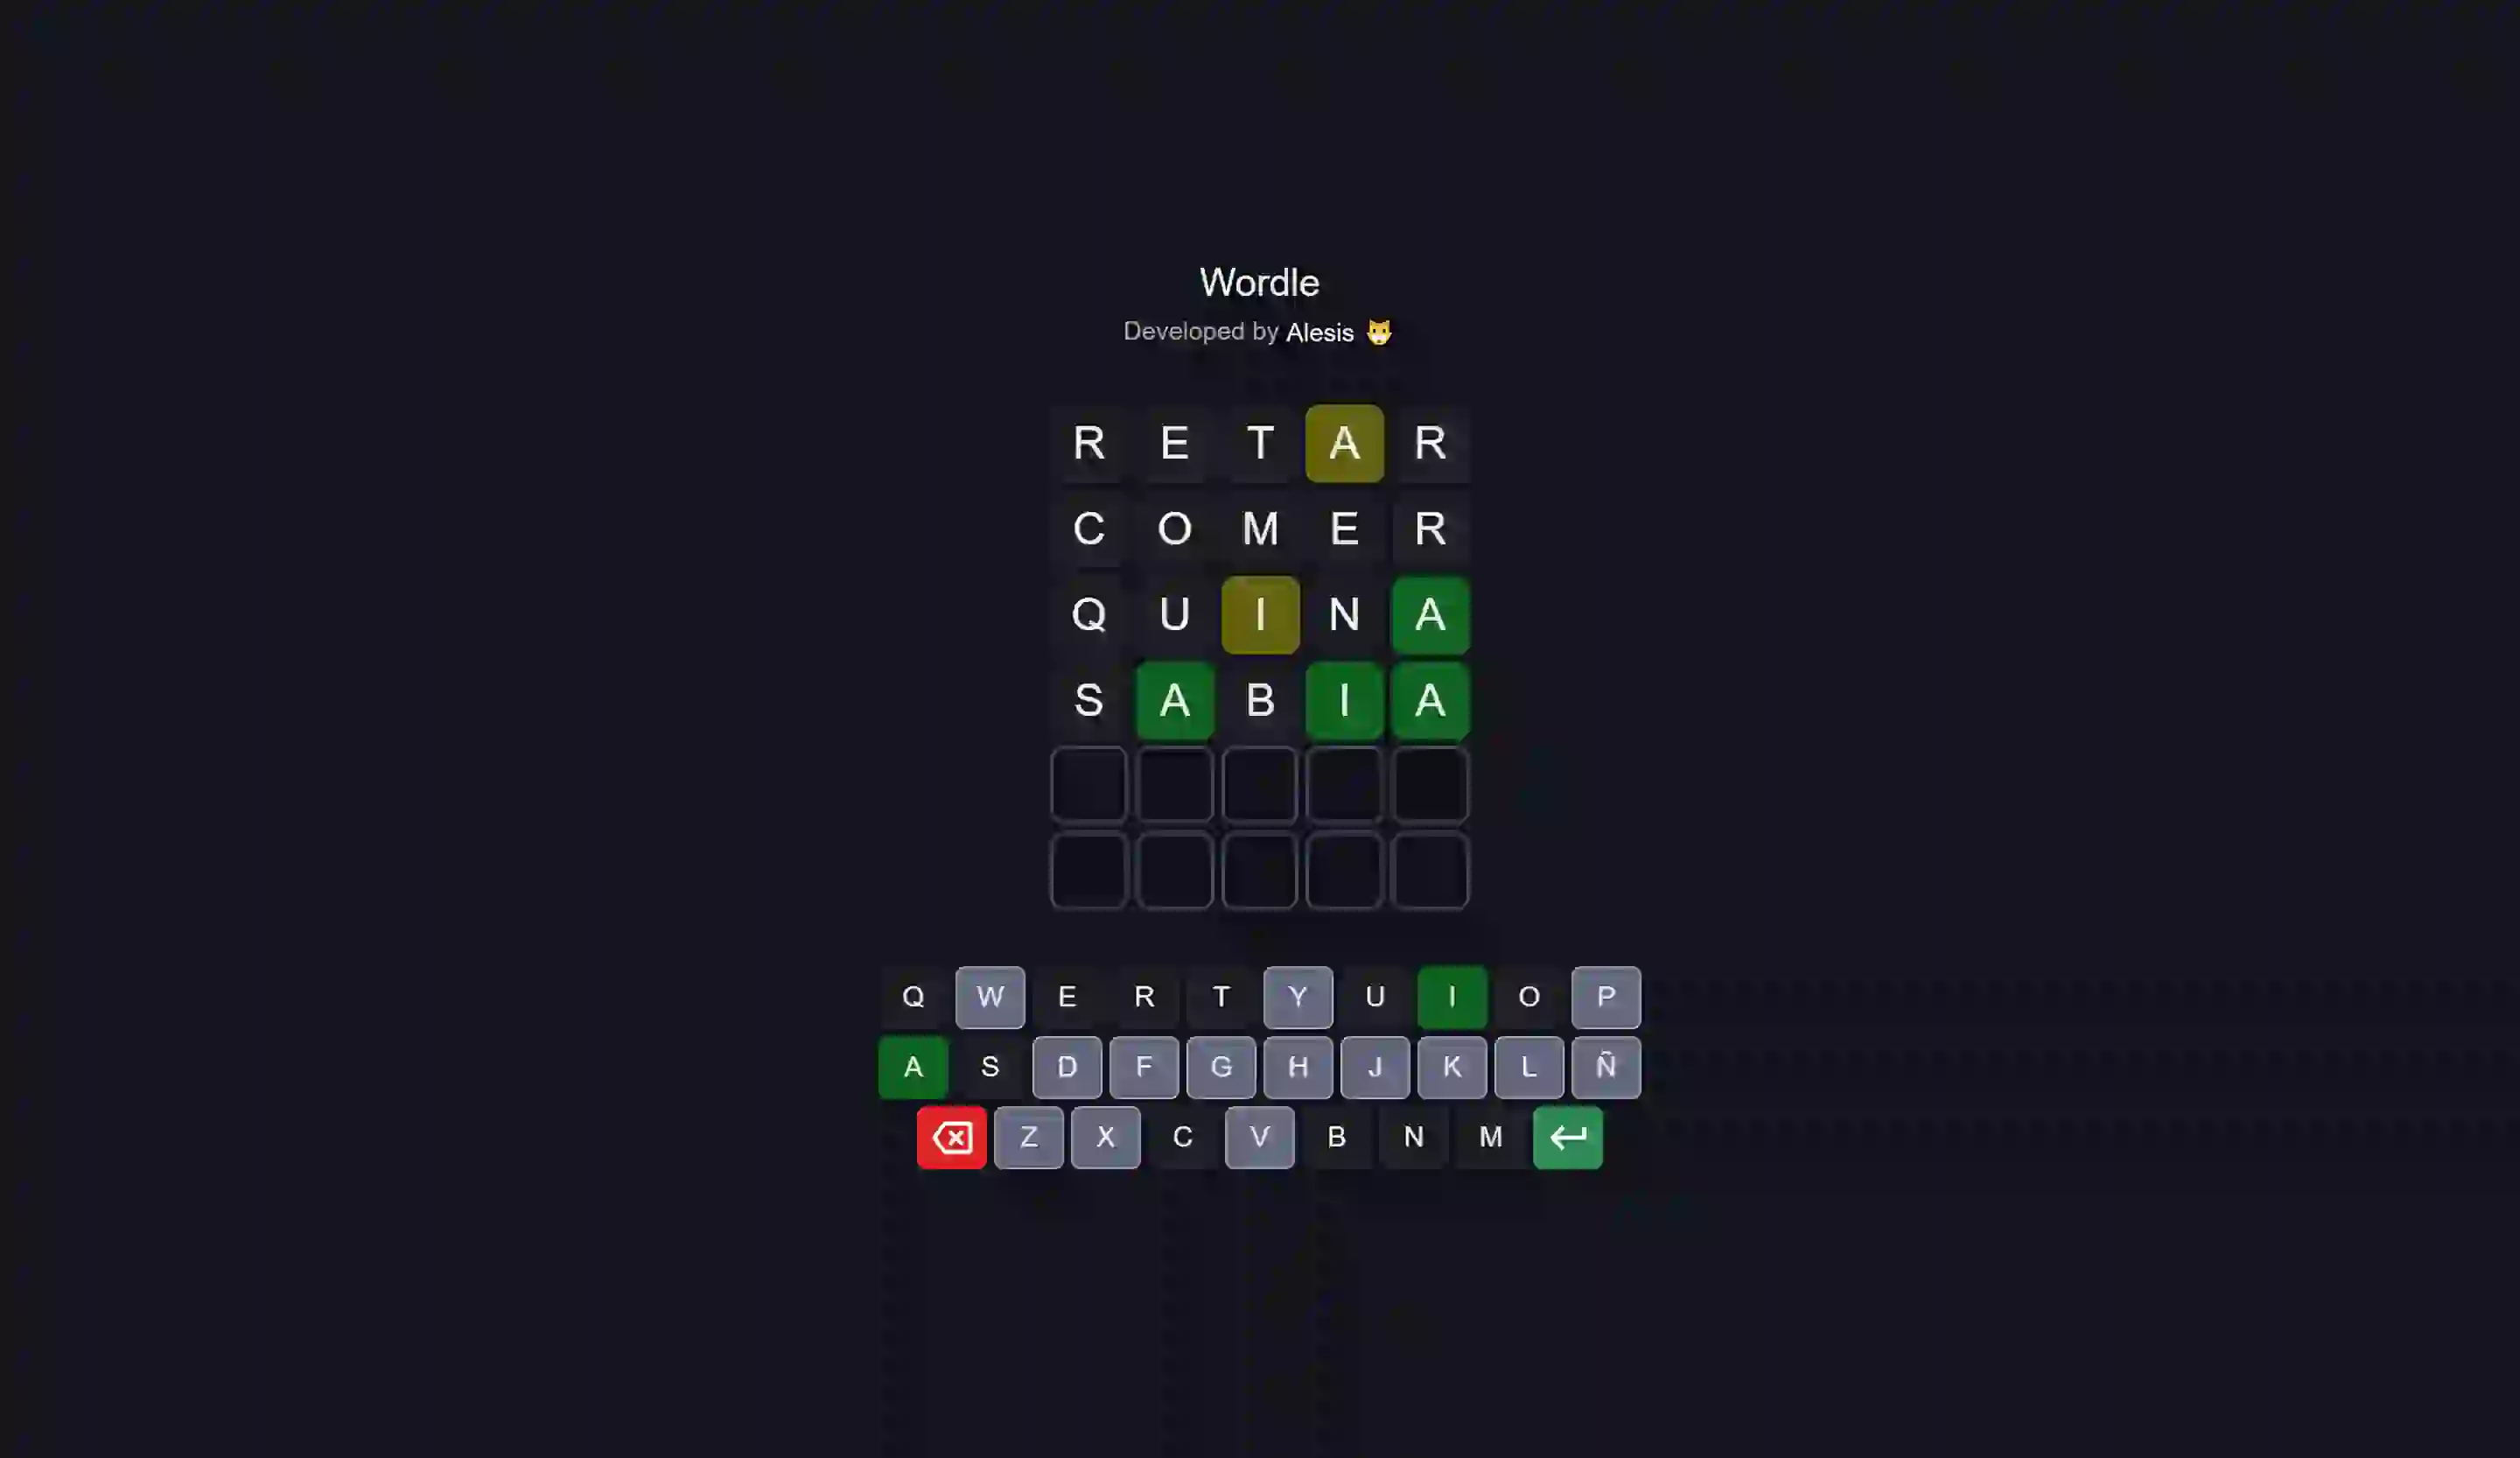 Wordle
Developed by Alesis 🐱
R E T A R
C O M E R
Q U I N A
S A B I A
Q W E R T Y U I O P
A S D F G H J K L Ñ
Z X C V B N M